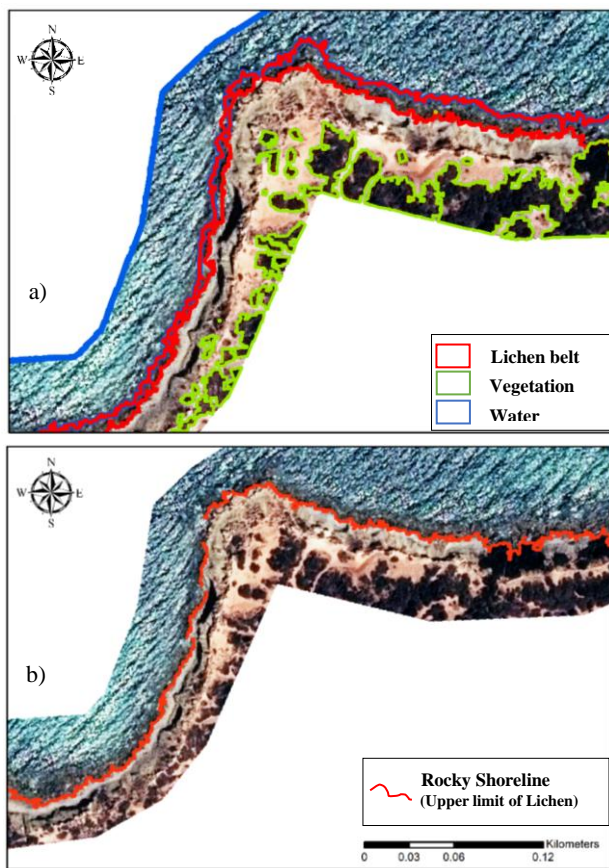 N
W E
S
a)
Lichen belt
Vegetation
Water
N
W E
S
b)
Rocky Shoreline
(Upper limit of Lichen)
Kilometers
0 0.03 0.06 0.12